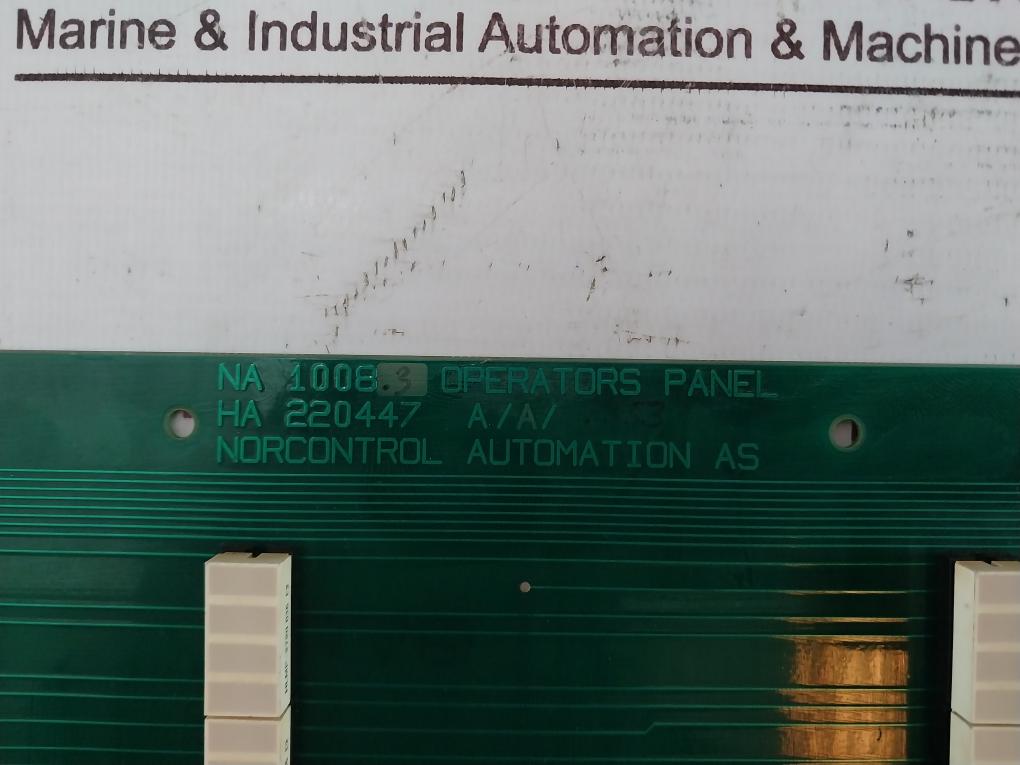 Marine & Industrial Automation & Machine
NA 1008.3 OPERATORS PANEL
HA 220447 A/A/
NORCONTROL AUTOMATION AS